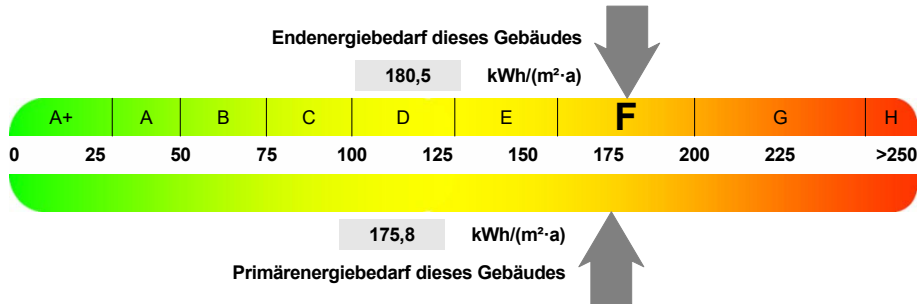 Endenergiebedarf dieses Gebäudes
180,5 kWh/(m²·a)
A+ A B C D E F G H
0 25 50 75 100 125 150 175 200 225 >250
175,8 kWh/(m²·a)
Primärenergiebedarf dieses Gebäudes